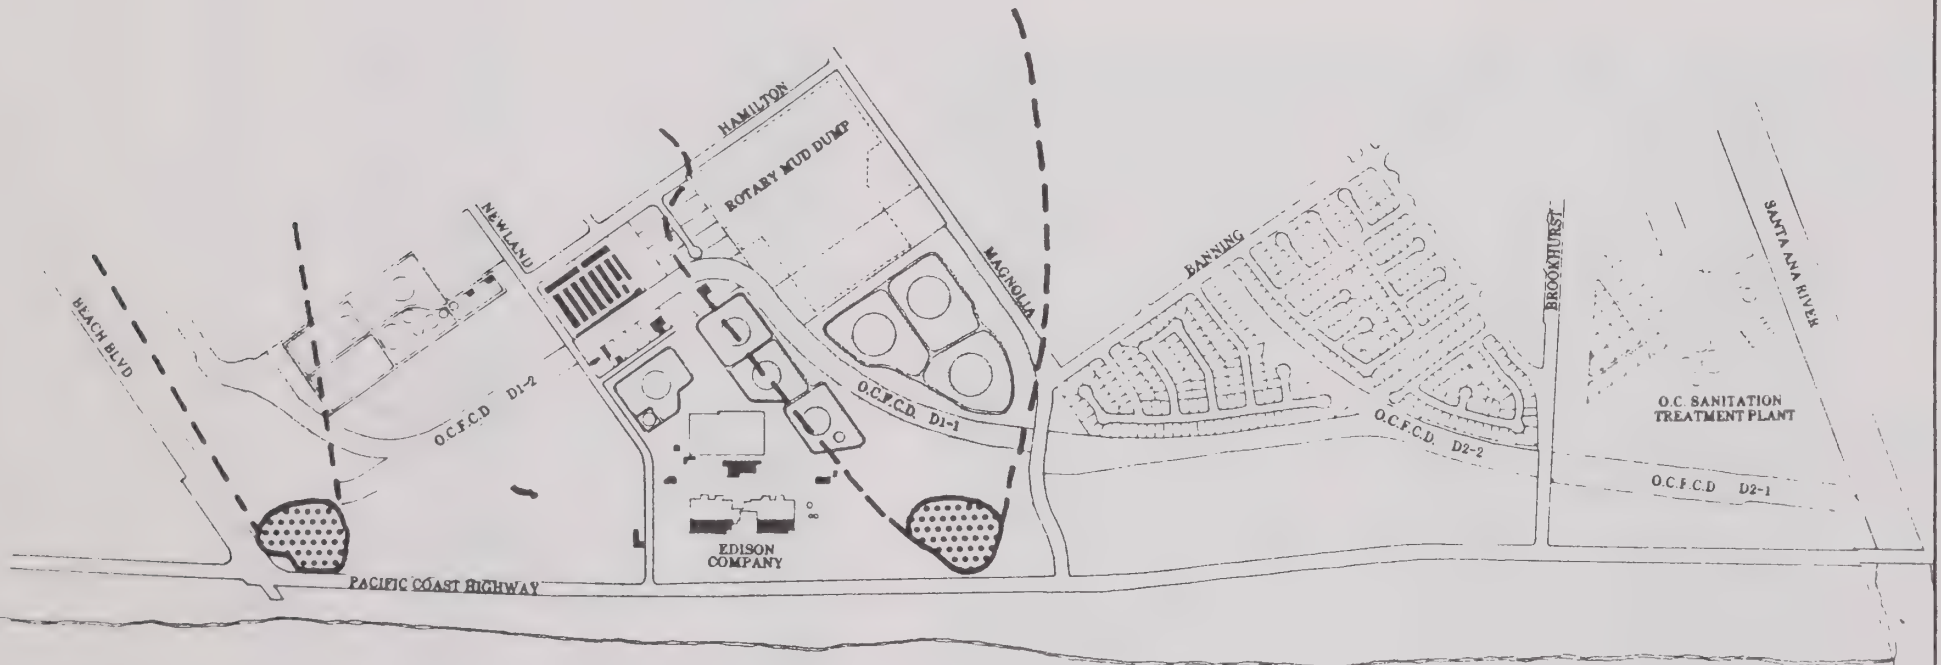 HAMILTON
ROTARY MUD DUMP
NEWLAND
MAGNOLIA
BANNING
BROOKHURST
SANTA ANA RIVER
BEACH BLVD
O.C.F.C.D D1-2
O.C.F.C.D. D1-1
O.C. SANITATION
TREATMENT PLANT
O.C.F.C.D. D2-2
O.C.F.C.D D2-1
EDISON
COMPANY
PACIFIC COAST HIGHWAY